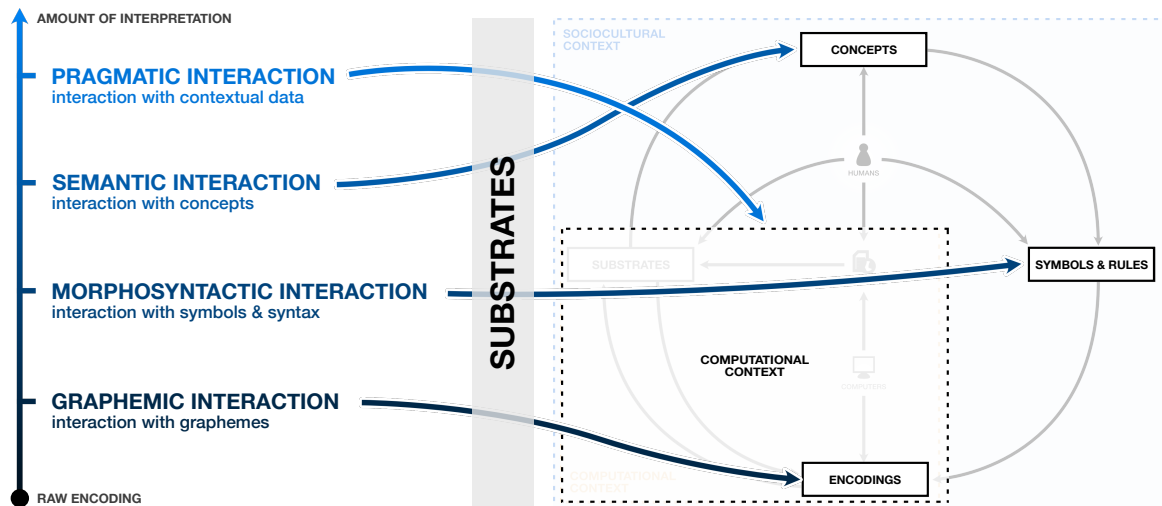 AMOUNT OF INTERPRETATION
PRAGMATIC INTERACTION
interaction with contextual data
SEMANTIC INTERACTION
interaction with concepts
MORPHOSYNTACTIC INTERACTION
interaction with symbols & syntax
GRAPHEMIC INTERACTION
interaction with graphemes
RAW ENCODING
SUBSTRATES
SOCIOCULTURAL
CONTEXT
CONCEPTS
HUMANS
SUBSTRATES
SYMBOLS & RULES
COMPUTATIONAL
CONTEXT
COMPUTERS
COMPUTATIONAL
CONTEXT
ENCODINGS